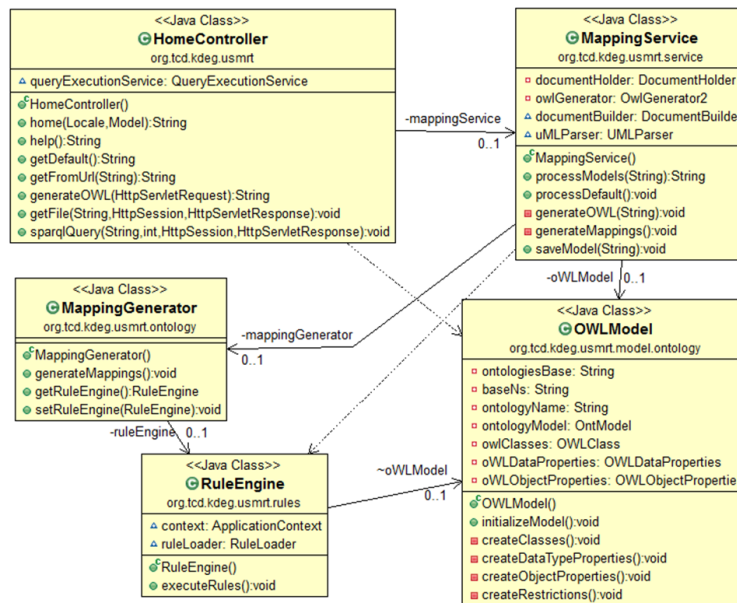 <<Java Class>>
HomeController
org.tcd.kdeg.usmrt
queryExecutionService: QueryExecutionService
HomeController()
home(Locale,Model):String
help():String
getDefault():String
getFromUrl(String):String
generateOWL(HttpServletRequest):String
getFile(String,HttpSession,HttpServletResponse):void
sparqlQuery(String,int,HttpSession,HttpServletResponse):void
-mappingService
0..1
<<Java Class>>
MappingService
org.tcd.kdeg.usmrt.service
documentHolder: DocumentHolder
owlGenerator: OwlGenerator2
documentBuilder: DocumentBuilde
uMLParser: UMLParser
MappingService()
processModels(String):String
processDefault():void
generateOWL(String):void
generateMappings():void
saveModel(String):void
-oWLModel 0..1
<<Java Class>>
MappingGenerator
org.tcd.kdeg.usmrt.ontology
MappingGenerator()
generateMappings():void
getRuleEngine():RuleEngine
setRuleEngine(RuleEngine):void
-mappingGenerator
0..1
-ruleEngine 0..1
<<Java Class>>
RuleEngine
org.tcd.kdeg.usmrt.rules
context: ApplicationContext
ruleLoader: RuleLoader
RuleEngine()
executeRules():void
~oWLModel
0..1
<<Java Class>>
OWLModel
org.tcd.kdeg.usmrt.model.ontology
ontologiesBase: String
baseNs: String
ontologyName: String
ontologyModel: OntModel
owlClasses: OWLClass
oWLDataProperties: OWLDataProperties
oWLObjectProperties: OWLObjectPropertie
OWLModel()
initializeModel():void
createClasses():void
createDataTypeProperties():void
createObjectProperties():void
createRestrictions():void